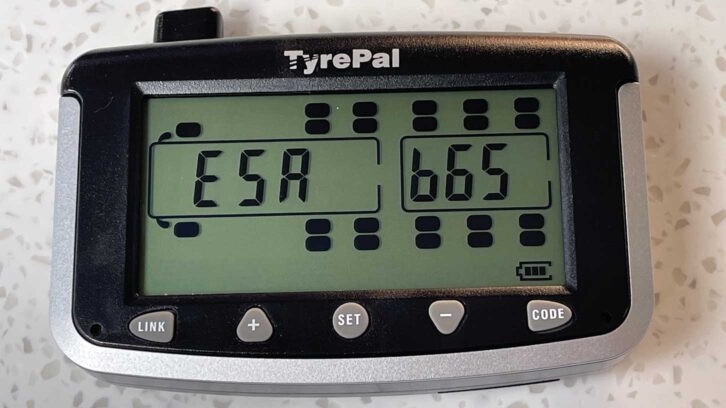 TyrePal
ESA b65
LINK + SET - CODE